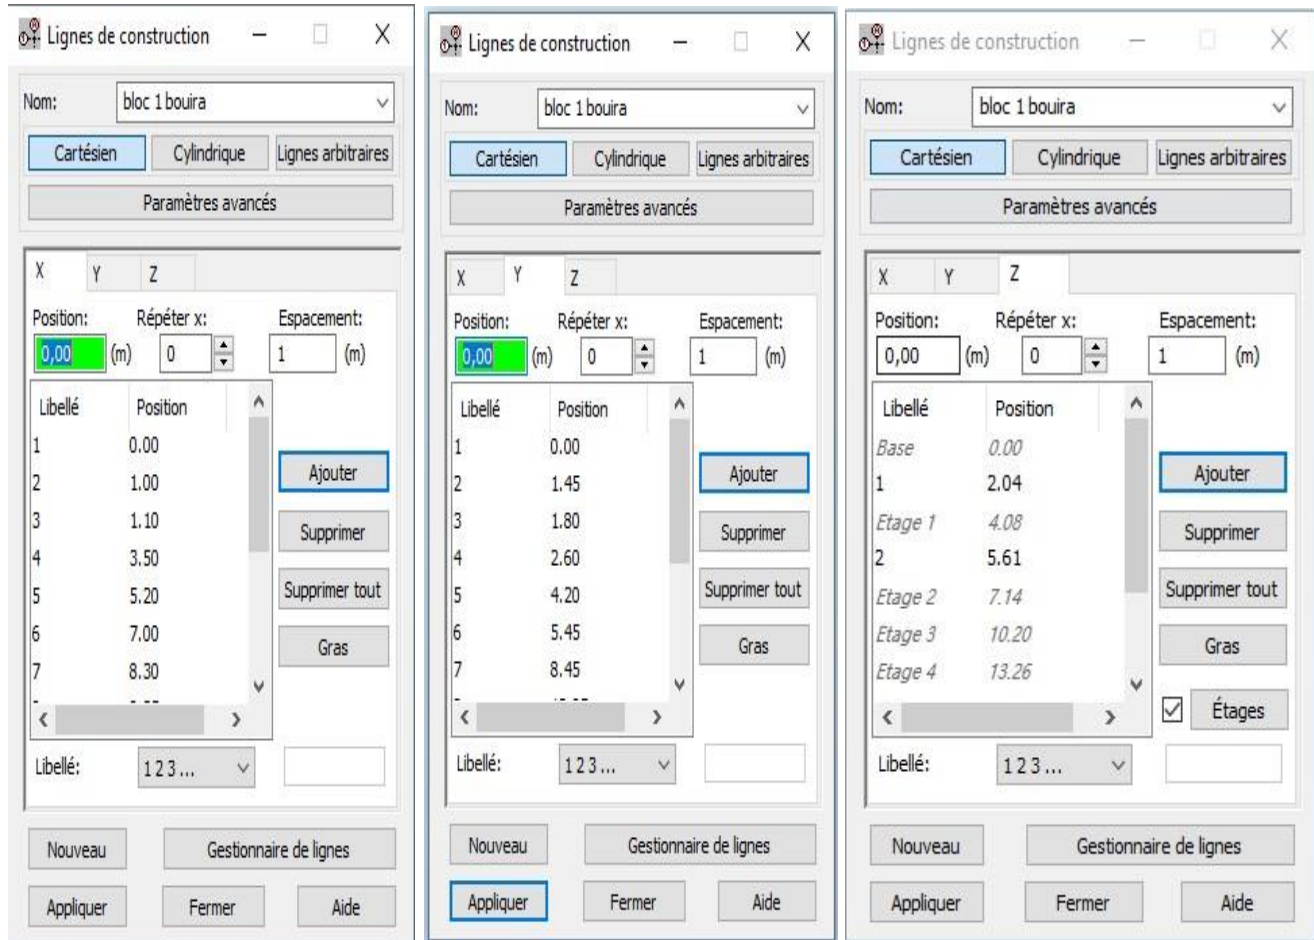 Lignes de construction
Nom: bloc 1 bouira
Cartésien Cylindrique Lignes arbitraires
Paramètres avancés
X Y Z
Position: Répéter x: Espacement:
0,00 (m) 0 1 (m)
Libellé Position
1 0.00
2 1.00
3 1.10
4 3.50
5 5.20
6 7.00
7 8.30
Ajouter
Supprimer
Supprimer tout
Gras
Libellé: 1 2 3 ...
Nouveau Gestionnaire de lignes
Appliquer Fermer Aide
Lignes de construction
Nom: bloc 1 bouira
Cartésien Cylindrique Lignes arbitraires
Paramètres avancés
X Y Z
Position: Répéter x: Espacement:
0,00 (m) 0 1 (m)
Libellé Position
1 0.00
2 1.45
3 1.80
4 2.60
5 4.20
6 5.45
7 8.45
Ajouter
Supprimer
Supprimer tout
Gras
Libellé: 1 2 3 ...
Nouveau Gestionnaire de lignes
Appliquer Fermer Aide
Lignes de construction
Nom: bloc 1 bouira
Cartésien Cylindrique Lignes arbitraires
Paramètres avancés
X Y Z
Position: Répéter x: Espacement:
0,00 (m) 0 1 (m)
Libellé Position
Base 0.00
1 2.04
Etage 1 4.08
2 5.61
Etage 2 7.14
Etage 3 10.20
Etage 4 13.26
Ajouter
Supprimer
Supprimer tout
Gras
Étages
Libellé: 1 2 3 ...
Nouveau Gestionnaire de lignes
Appliquer Fermer Aide